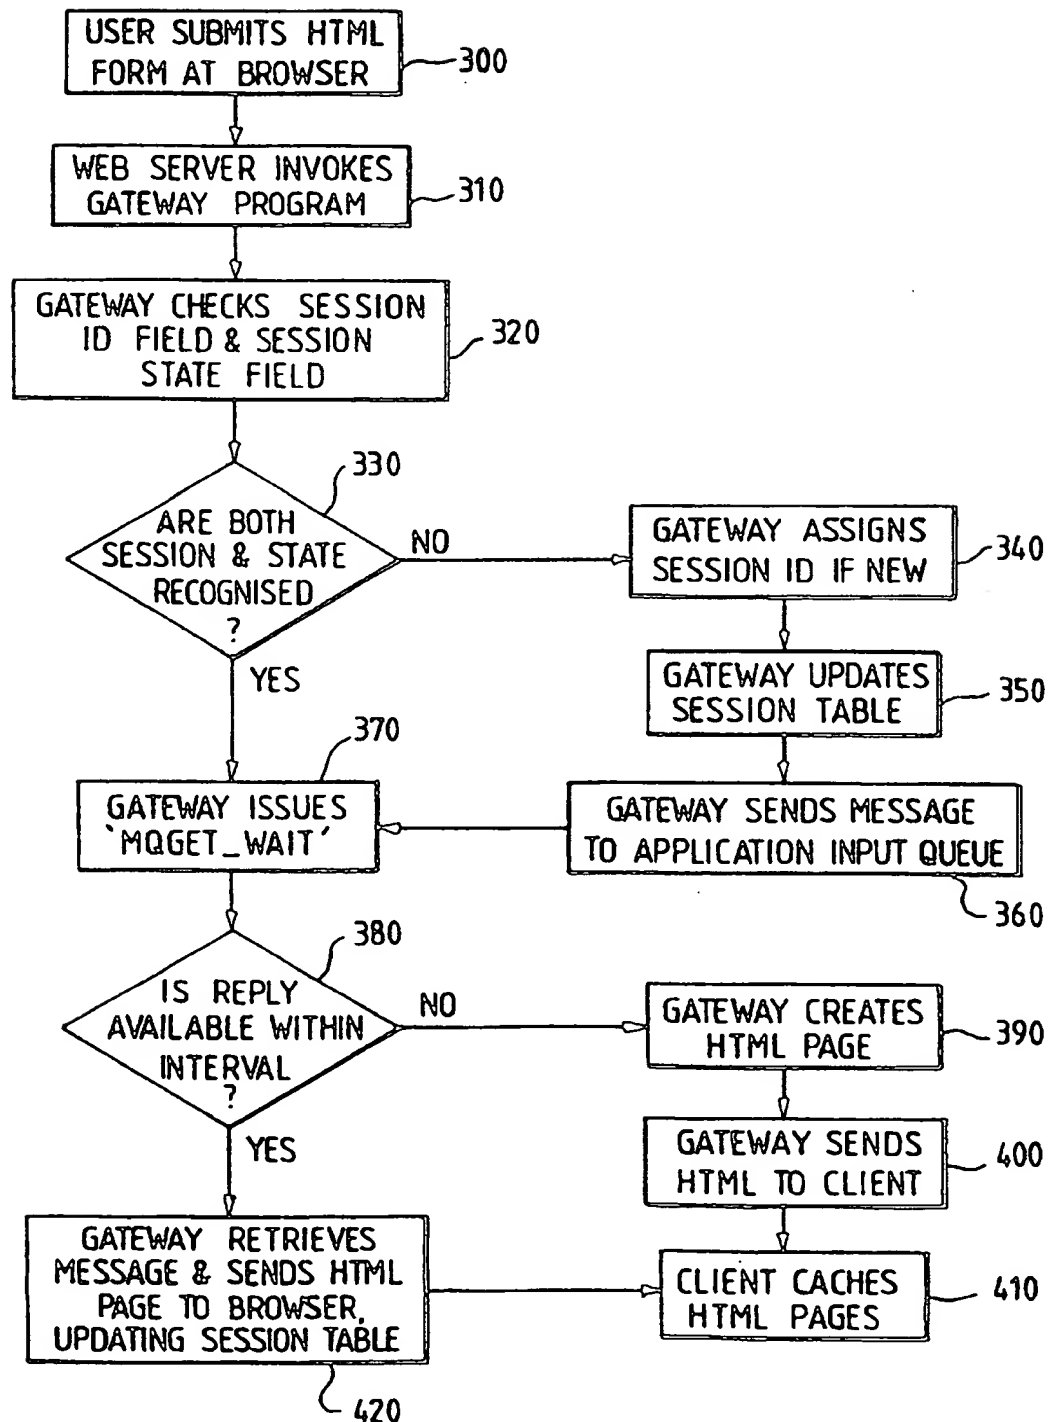 USER SUBMITS HTML
FORM AT BROWSER
300
WEB SERVER INVOKES
GATEWAY PROGRAM
310
GATEWAY CHECKS SESSION
ID FIELD & SESSION
STATE FIELD
320
330
ARE BOTH
SESSION & STATE
RECOGNISED
?
NO
YES
GATEWAY ASSIGNS
SESSION ID IF NEW
340
GATEWAY UPDATES
SESSION TABLE
350
GATEWAY SENDS MESSAGE
TO APPLICATION INPUT QUEUE
360
370
GATEWAY ISSUES
'MQGET_WAIT'
380
IS REPLY
AVAILABLE WITHIN
INTERVAL
?
NO
YES
GATEWAY CREATES
HTML PAGE
390
GATEWAY SENDS
HTML TO CLIENT
400
CLIENT CACHES
HTML PAGES
410
GATEWAY RETRIEVES
MESSAGE & SENDS HTML
PAGE TO BROWSER,
UPDATING SESSION TABLE
420